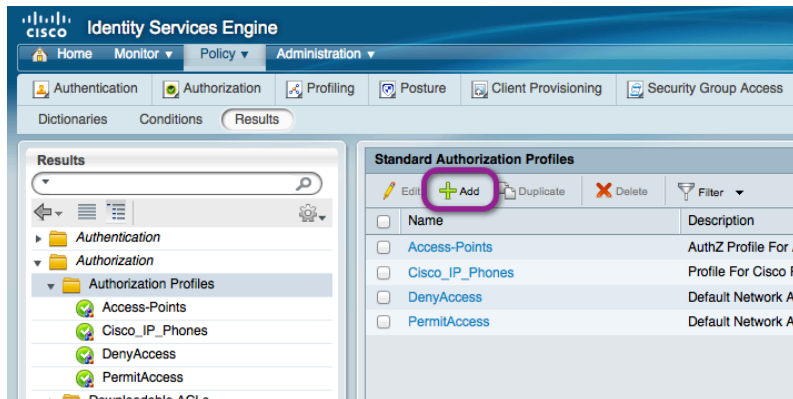 CISCO Identity Services Engine
Home Monitor Policy Administration
Authentication Authorization Profiling Posture Client Provisioning Security Group Access
Dictionaries Conditions Results
Results
Authentication
Authorization
Authorization Profiles
Access-Points
Cisco_IP_Phones
DenyAccess
PermitAccess
Downloadable ACLs
Standard Authorization Profiles
Edit Add Duplicate Delete Filter
Name Description
Access-Points AuthZ Profile For
Cisco_IP_Phones Profile For Cisco
DenyAccess Default Network A
PermitAccess Default Network A